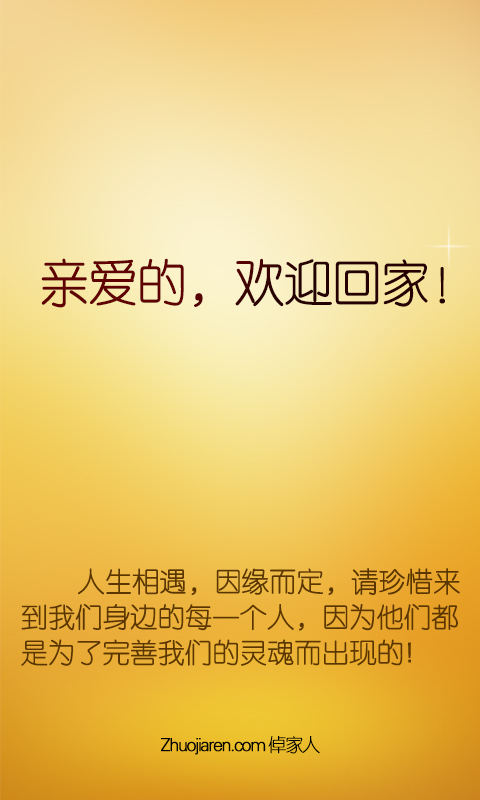 亲爱的，欢迎回家！
人生相遇，因缘而定，请珍惜来
到我们身边的每一个人，因为他们都
是为了完善我们的灵魂而出现的！
Zhuojiaren.com 倬家人